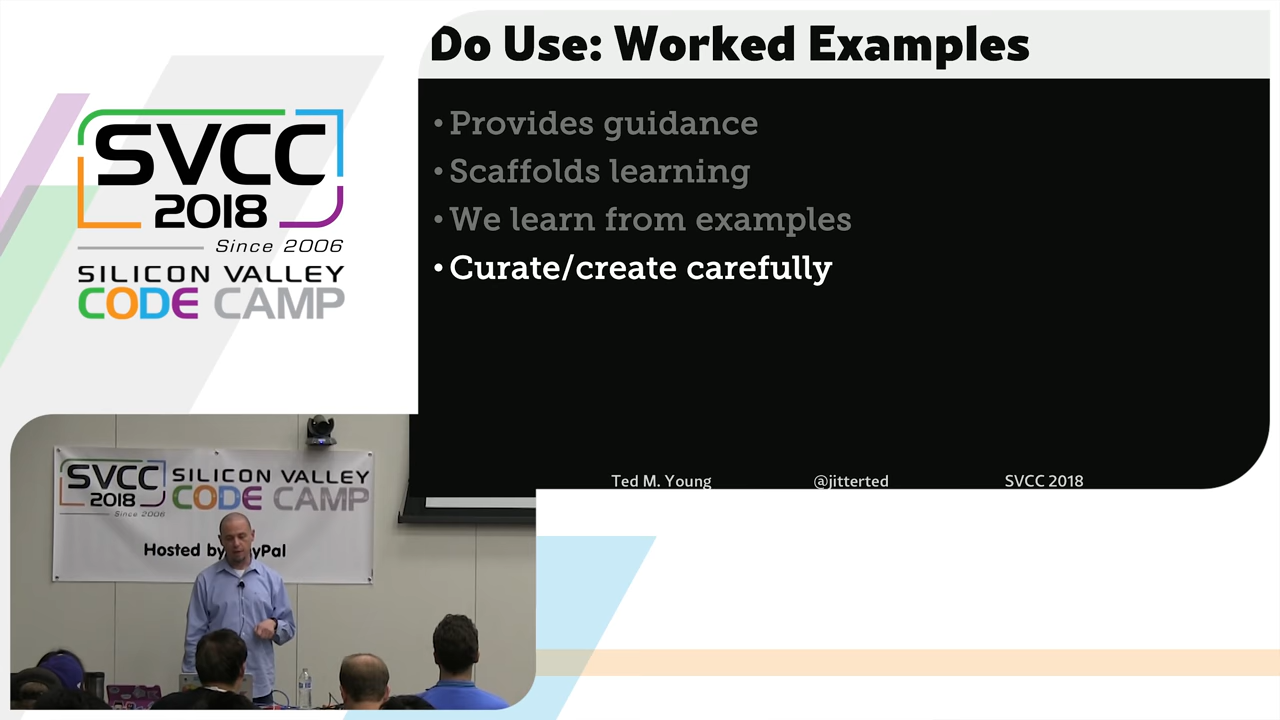 Do Use: Worked Examples
• Provides guidance
• Scaffolds learning
• We learn from examples
• Curate/create carefully
Ted M. Young @jitterted SVCC 2018
SVCC
2018
Since 2006
SILICON VALLEY
CODE CAMP
SVCC
2018
Since 2006
SILICON VALLEY
CODE CAMP
Hosted by yPal